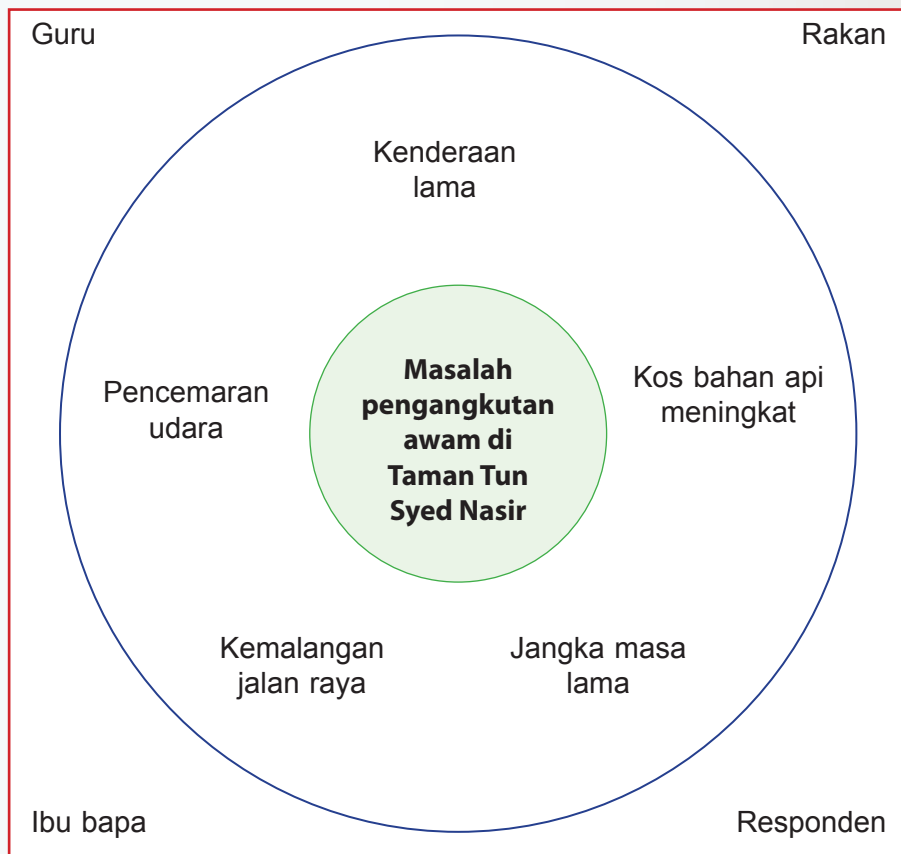 Guru
Rakan
Kenderaan
lama
Pencemaran
udara
Masalah
pengangkutan
awam di
Taman Tun
Syed Nasir
Kos bahan api
meningkat
Kemalangan
jalan raya
Jangka masa
lama
Ibu bapa
Responden